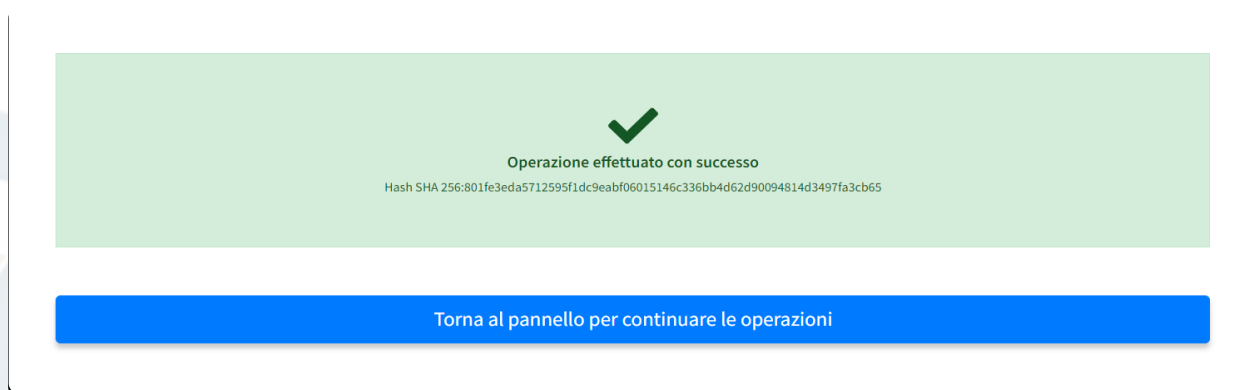 Operazione effettuato con successo
Hash SHA 256:801fe3eda5712595f1dc9eabf06015146c336bb4d62d90094814d3497fa3cb65
Torna al pannello per continuare le operazioni